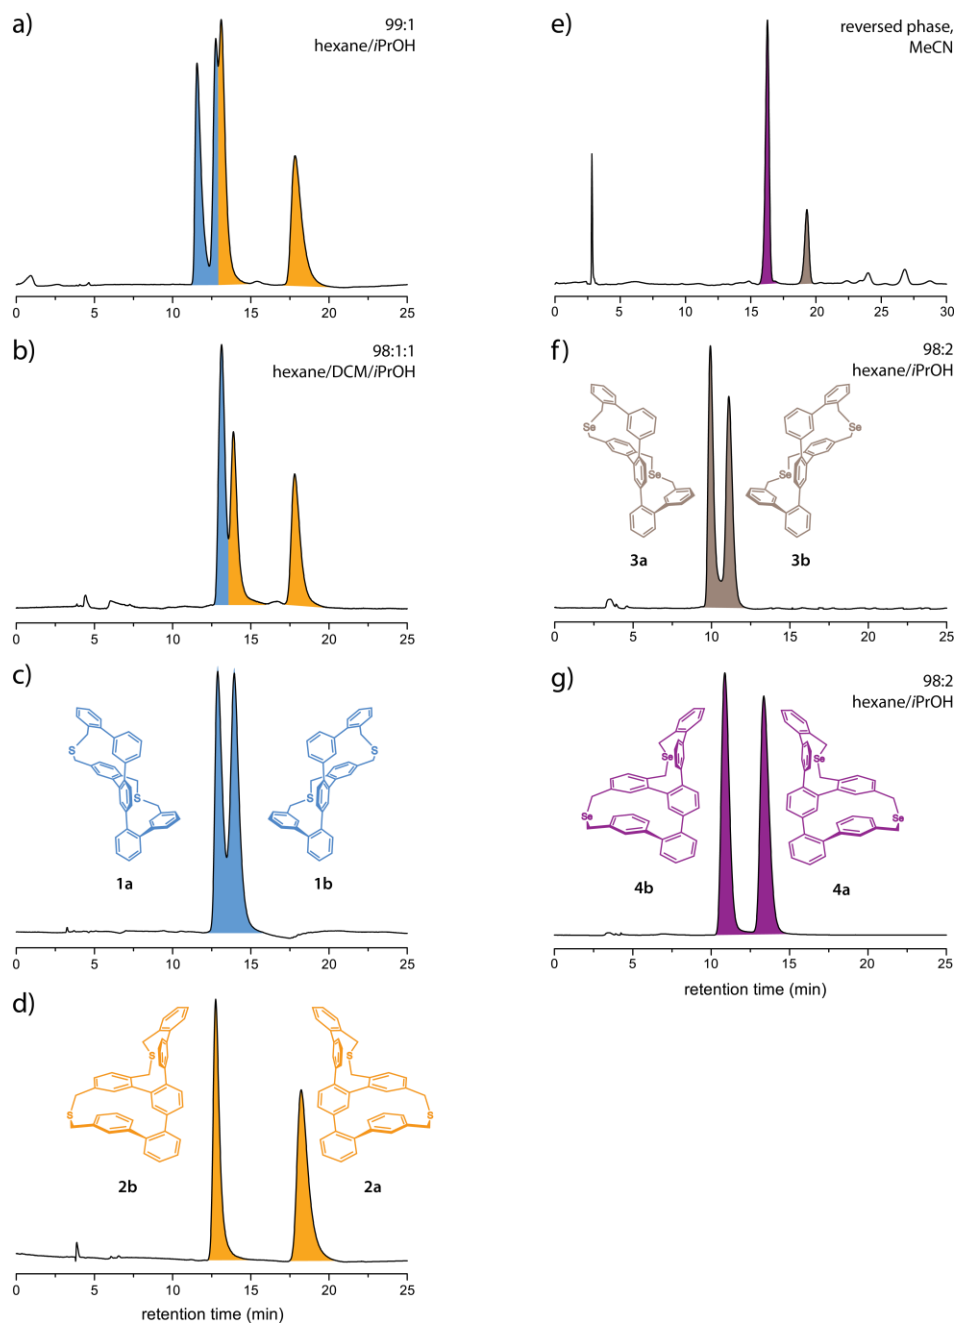 a)
99:1
hexane/iPrOH
0 5 10 15 20 25
b)
98:1:1
hexane/DCM/iPrOH
0 5 10 15 20 25
c)
S S
S S
1a 1b
0 5 10 15 20 25
d)
S S
S S
2b 2a
0 5 10 15 20 25
retention time (min)
e)
reversed phase,
MeCN
0 5 10 15 20 25 30
f)
98:2
hexane/iPrOH
Se Se
Se Se
3a 3b
0 5 10 15 20 25
g)
98:2
hexane/iPrOH
Se Se
Se Se
4b 4a
0 5 10 15 20 25
retention time (min)